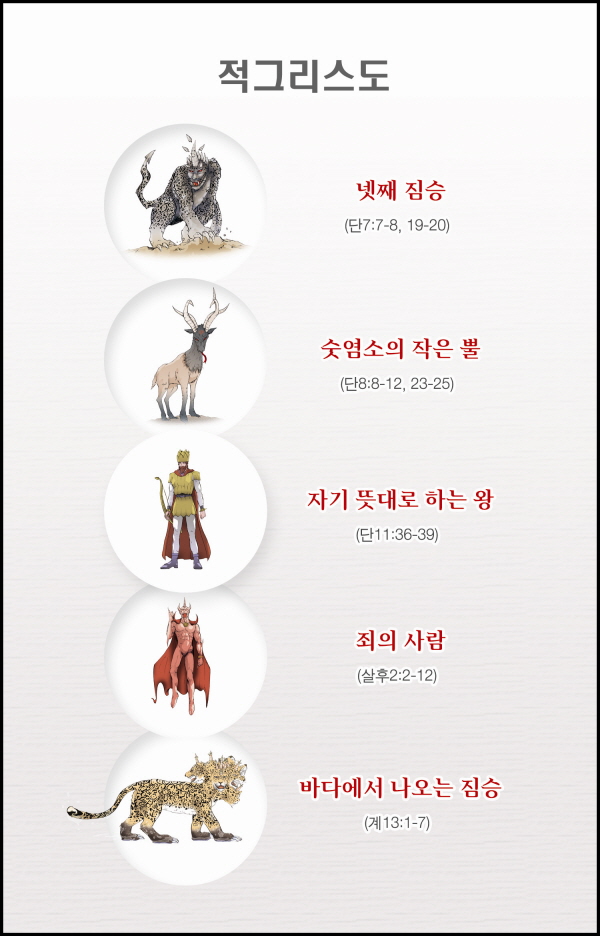 적그리스도
넷째 짐승
(단7:7-8, 19-20)
숫염소의 작은 뿔
(단8:8-12, 23-25)
자기 뜻대로 하는 왕
(단11:36-39)
죄의 사람
(살후2:2-12)
바다에서 나오는 짐승
(계13:1-7)